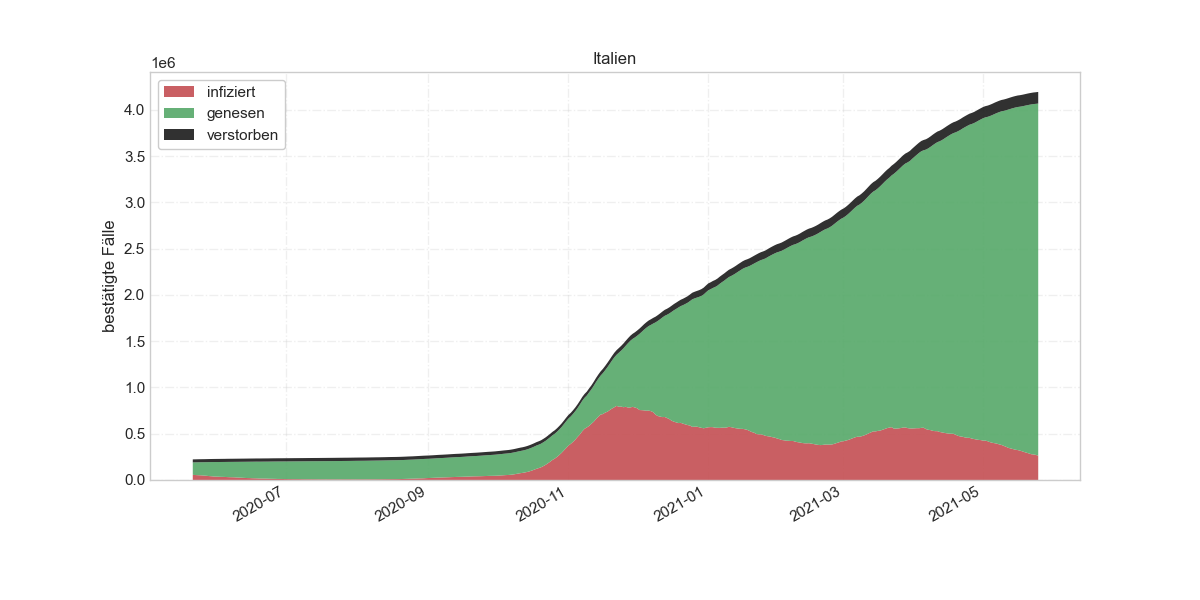 Italien
1e6
infiziert
genesen
verstorben
bestätigte Fälle
4.0
3.5
3.0
2.5
2.0
1.5
1.0
0.5
0.0
2020-07
2020-09
2020-11
2021-01
2021-03
2021-05